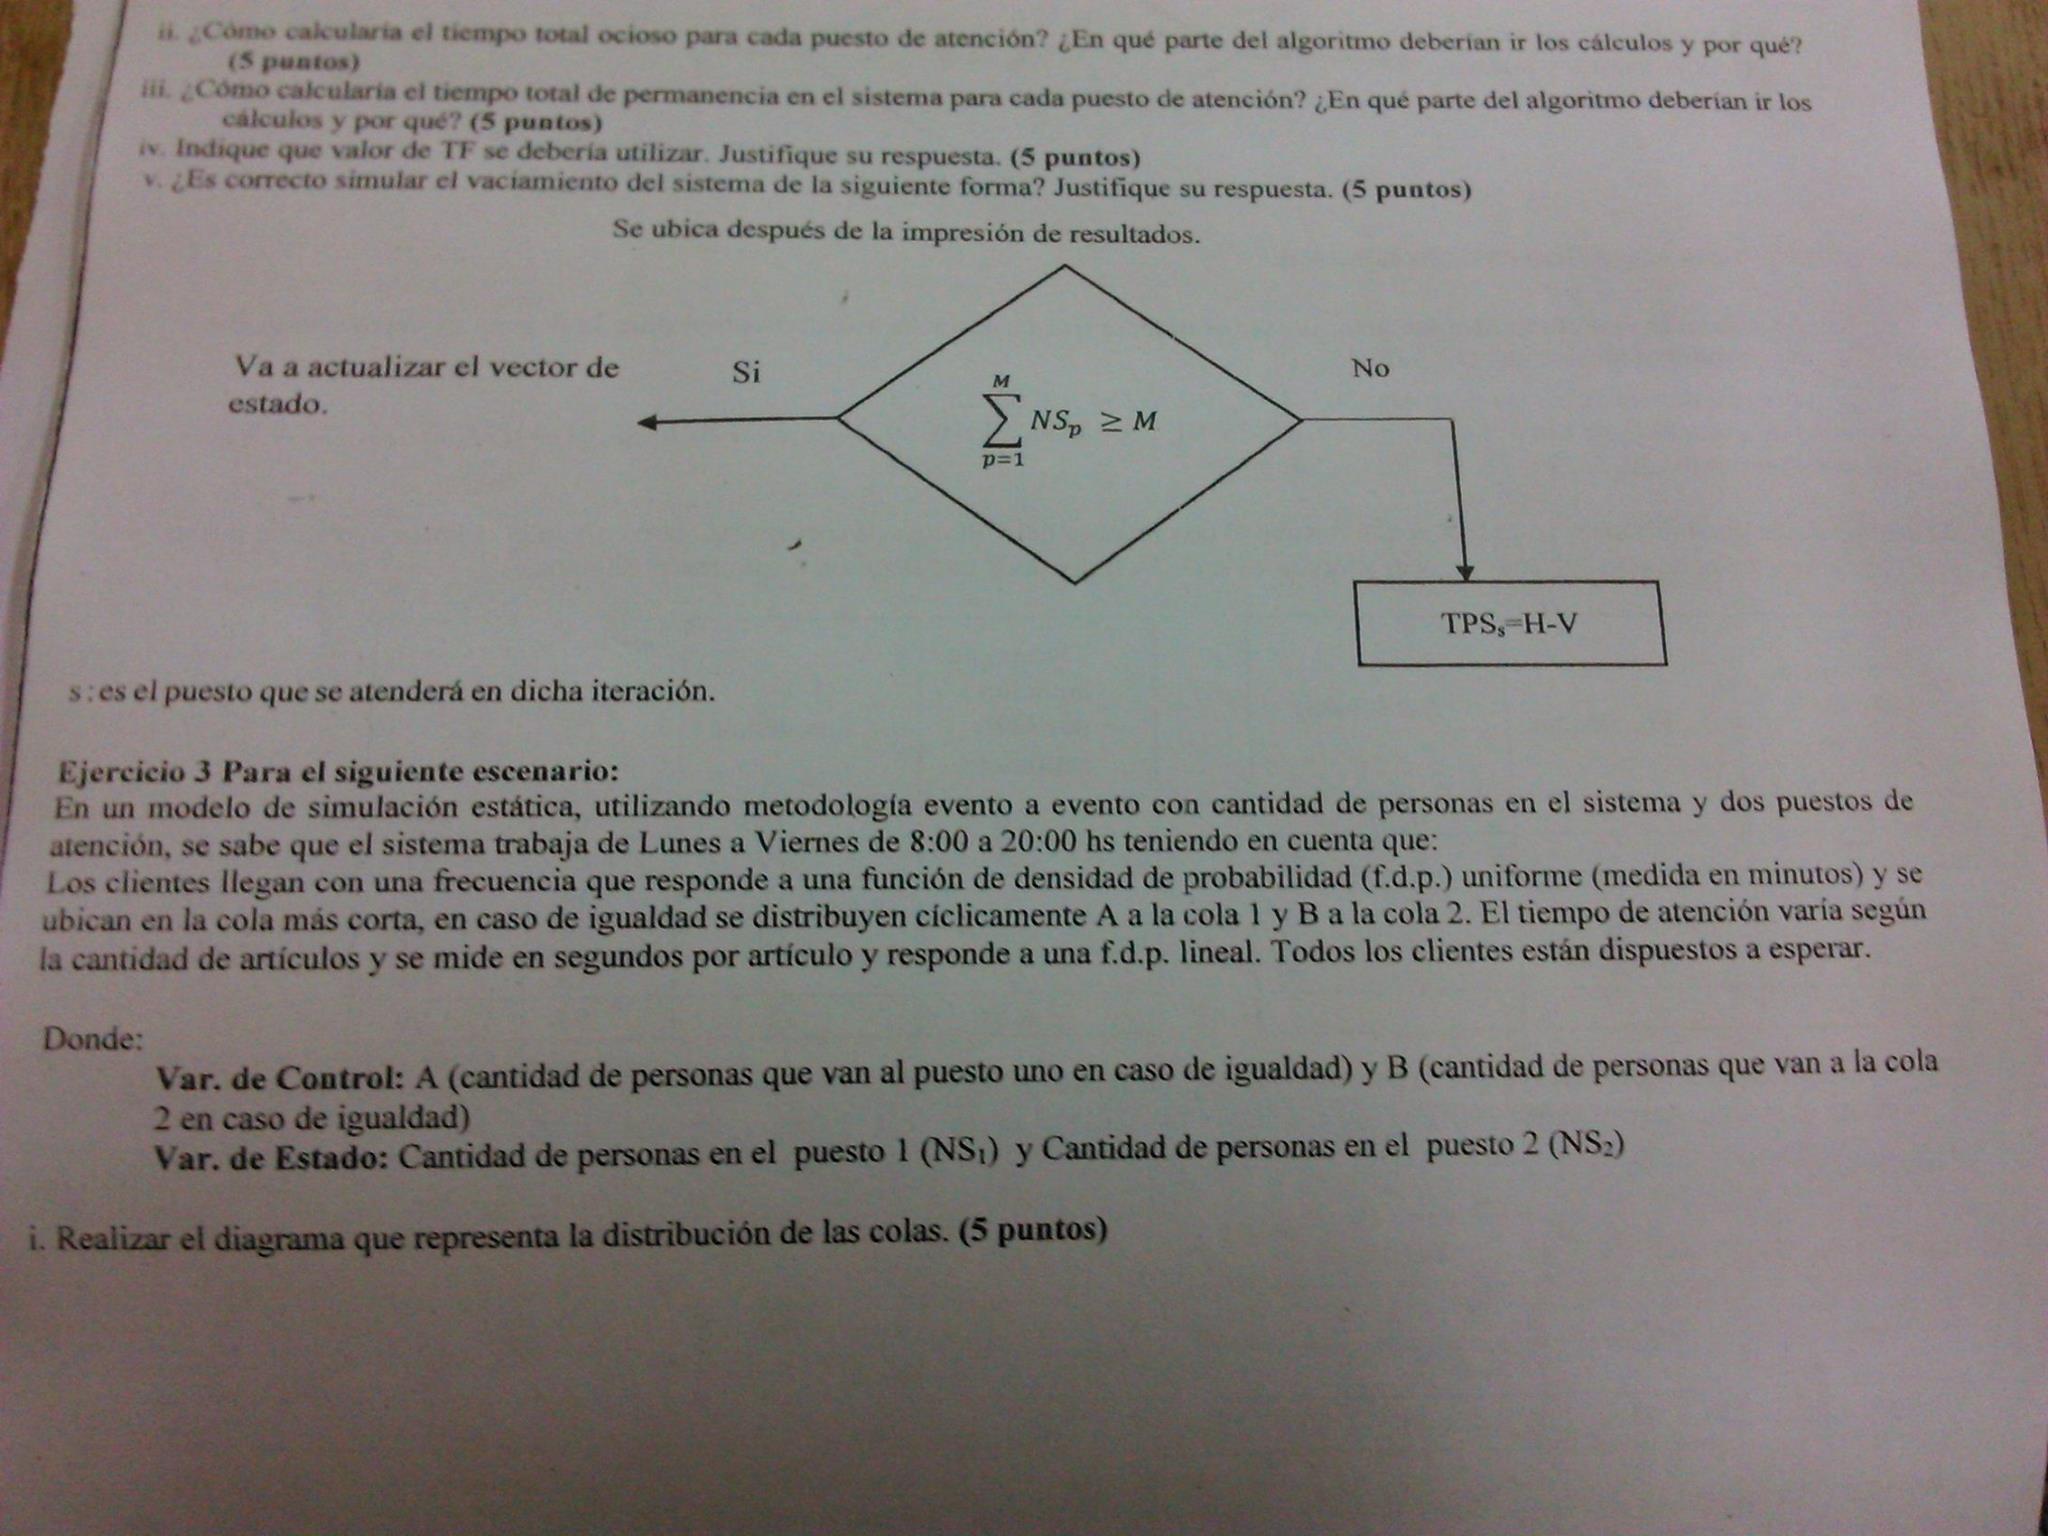 ii. ¿Cómo calcularía el tiempo total ocioso para cada puesto de atención? ¿En qué parte del algoritmo deberían ir los cálculos y por qué?
(5 puntos)
iii. ¿Cómo calcularía el tiempo total de permanencia en el sistema para cada puesto de atención? ¿En qué parte del algoritmo deberían ir los
cálculos y por qué? (5 puntos)
iv. Indique que valor de TF se debería utilizar. Justifique su respuesta. (5 puntos)
v. ¿Es correcto simular el vaciamiento del sistema de la siguiente forma? Justifique su respuesta. (5 puntos)
Se ubica después de la impresión de resultados.
Va a actualizar el vector de
estado.
Si
No
M
∑ NSₚ ≥ M
p=1
TPSₛ=H-V
s : es el puesto que se atenderá en dicha iteración.
Ejercicio 3 Para el siguiente escenario:
En un modelo de simulación estática, utilizando metodología evento a evento con cantidad de personas en el sistema y dos puestos de
atención, se sabe que el sistema trabaja de Lunes a Viernes de 8:00 a 20:00 hs teniendo en cuenta que:
Los clientes llegan con una frecuencia que responde a una función de densidad de probabilidad (f.d.p.) uniforme (medida en minutos) y se
ubican en la cola más corta, en caso de igualdad se distribuyen cíclicamente A a la cola 1 y B a la cola 2. El tiempo de atención varía según
la cantidad de artículos y se mide en segundos por artículo y responde a una f.d.p. lineal. Todos los clientes están dispuestos a esperar.
Donde:
Var. de Control: A (cantidad de personas que van al puesto uno en caso de igualdad) y B (cantidad de personas que van a la cola
2 en caso de igualdad)
Var. de Estado: Cantidad de personas en el puesto 1 (NS₁) y Cantidad de personas en el puesto 2 (NS₂)
i. Realizar el diagrama que representa la distribución de las colas. (5 puntos)